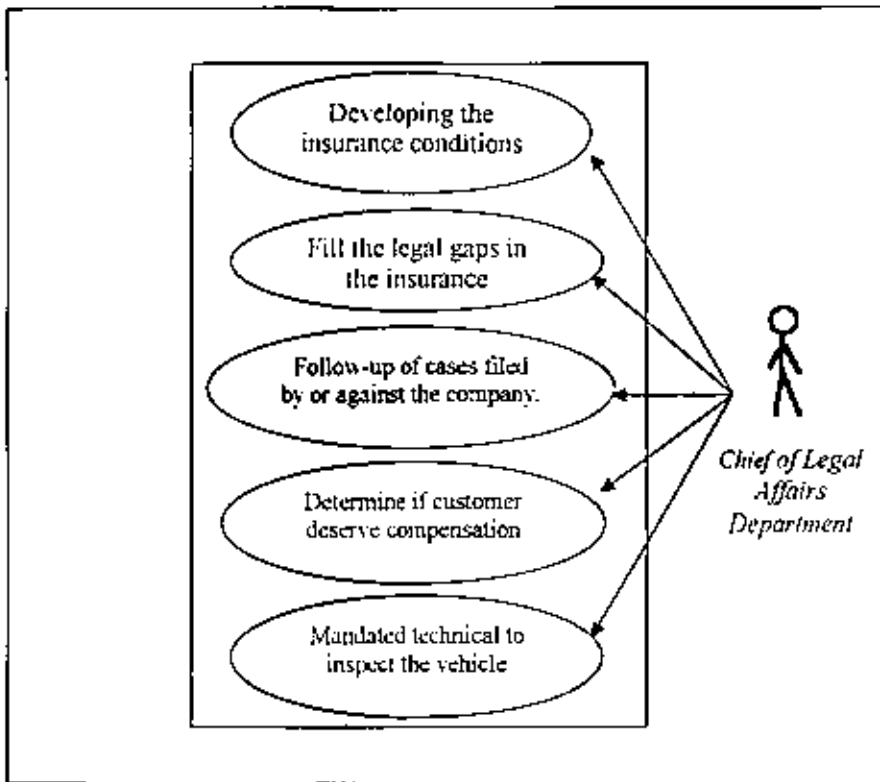 Developing the
insurance conditions
Fill the legal gaps in
the insurance
Follow-up of cases filed
by or against the company.
Determine if customer
deserve compensation
Mandated technical to
inspect the vehicle
Chief of Legal
Affairs
Department